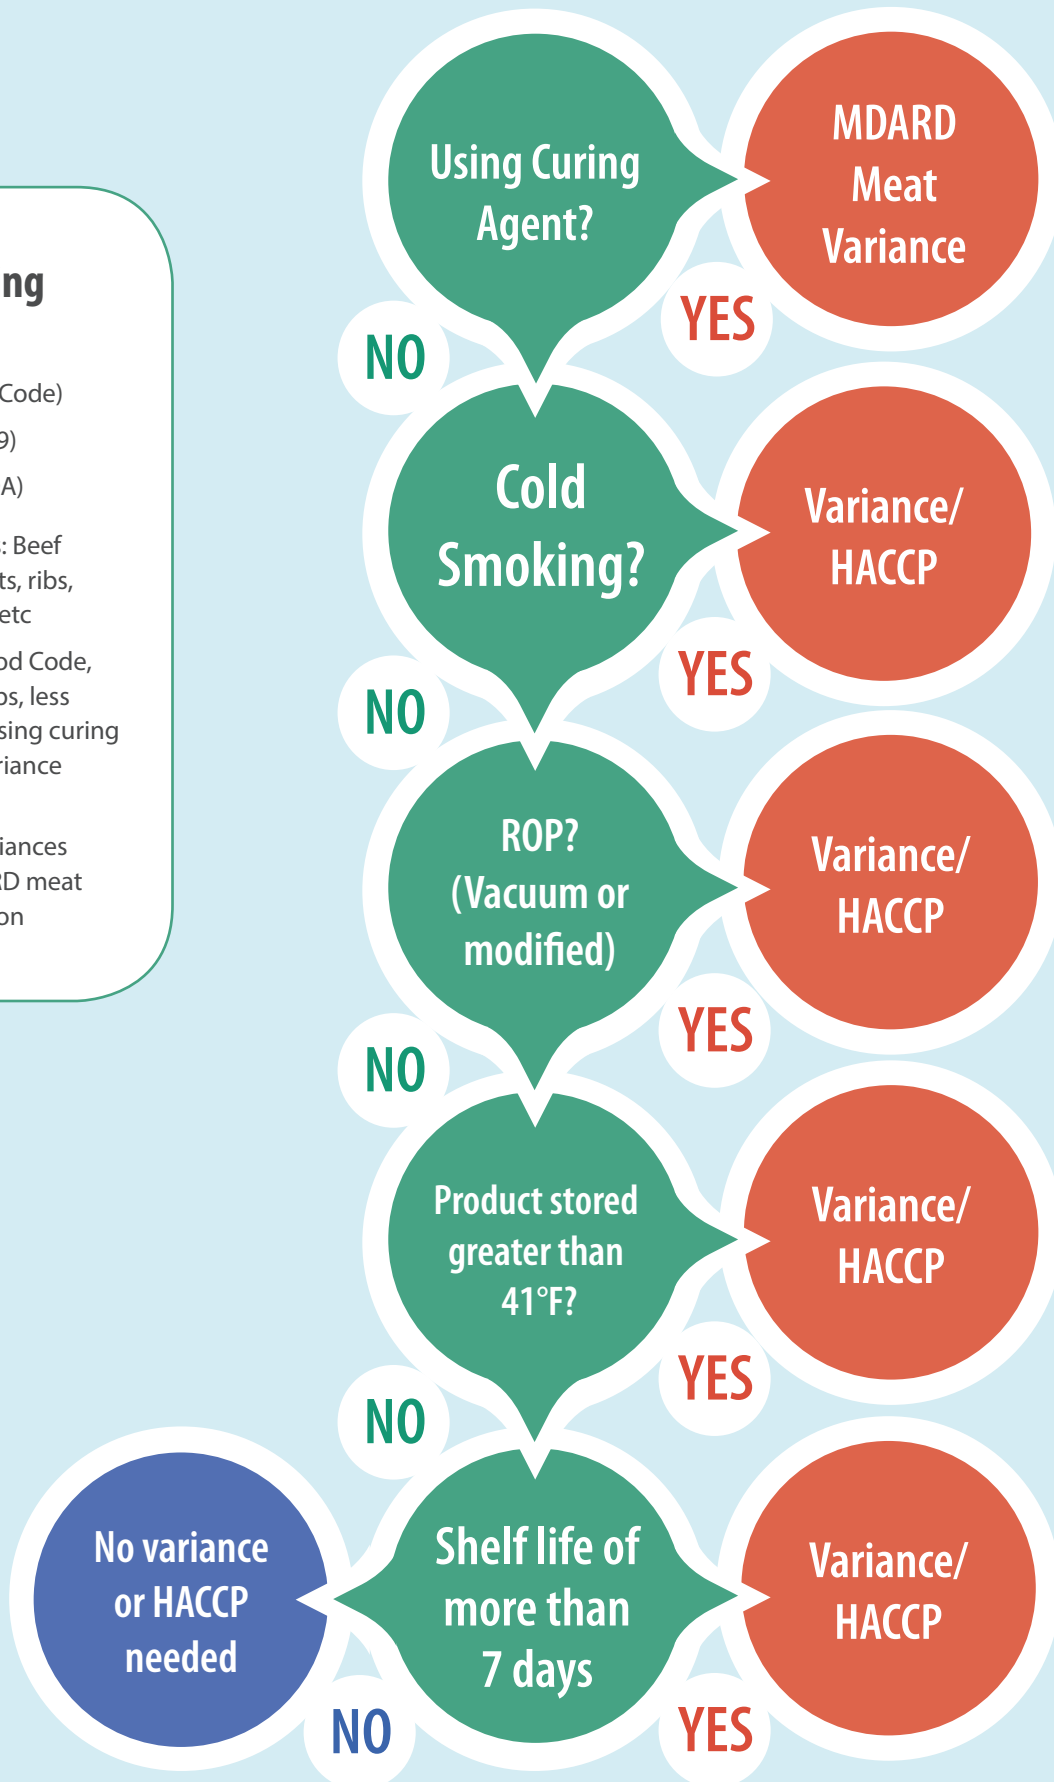 ng
Code)
9)
A)
s: Beef
ts, ribs,
etc
od Code,
os, less
sing curing
riance
iances
RD meat
on
Using Curing
Agent?
MDARD
Meat
Variance
NO
YES
Cold
Smoking?
Variance/
HACCP
NO
YES
ROP?
(Vacuum or
modified)
Variance/
HACCP
NO
YES
Product stored
greater than
41°F?
Variance/
HACCP
NO
YES
No variance
or HACCP
needed
Shelf life of
more than
7 days
Variance/
HACCP
NO
YES